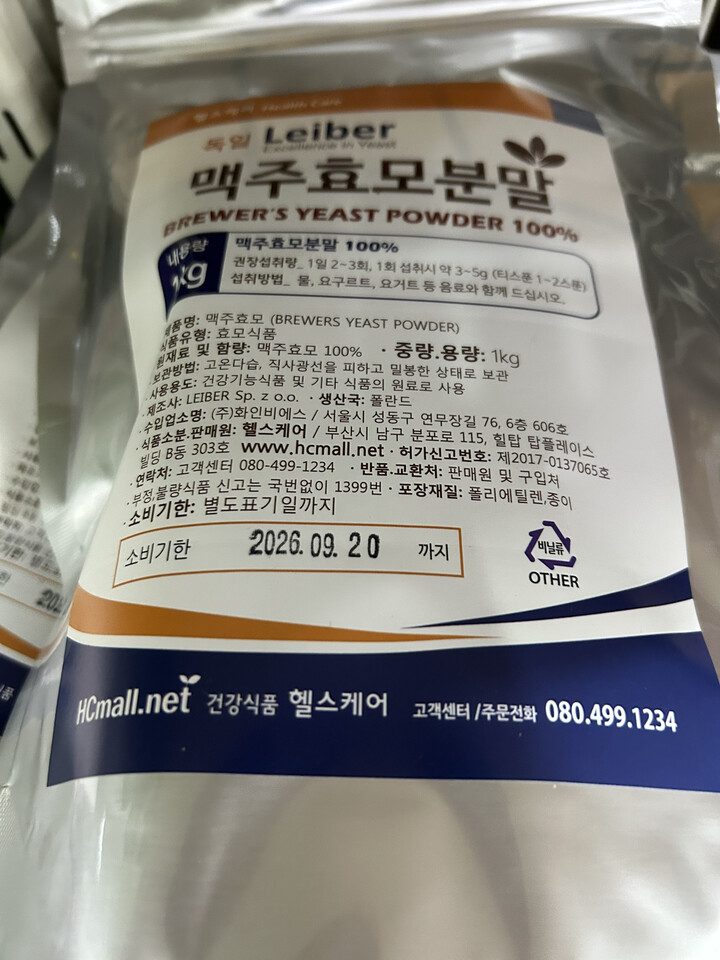 헬스케어 Health Care
독일 Leiber
Excellence in Yeast
맥주효모분말
BREWER'S YEAST POWDER 100%
내용량
1kg
맥주효모분말 100%
권장섭취량_ 1일 2~3회, 1회 섭취시 약 3~5g (티스푼 1~2스푼)
섭취방법_ 물, 요구르트, 요거트 등 음료와 함께 드십시오.
제품명: 맥주효모 (BREWERS YEAST POWDER)
식품유형: 효모식품
원재료 및 함량: 맥주효모 100% · 중량.용량: 1kg
보관방법: 고온다습, 직사광선을 피하고 밀봉한 상태로 보관
· 사용용도: 건강기능식품 및 기타 식품의 원료로 사용
· 제조사: LEIBER Sp. z o.o. · 생산국: 폴란드
· 수입업소명: (주)화인비에스 / 서울시 성동구 연무장길 76, 6층 606호
· 식품소분.판매원: 헬스케어 / 부산시 남구 분포로 115, 힐탑 탑플레이스
빌딩 B동 303호 www.hcmall.net · 허가신고번호: 제2017-0137065호
· 연락처: 고객센터 080-499-1234 · 반품.교환처: 판매원 및 구입처
· 부정,불량식품 신고는 국번없이 1399번 · 포장재질: 폴리에틸렌,종이
· 소비기한: 별도표기일까지
소비기한 2026.09.20 까지
비닐류
OTHER
HCmall.net 건강식품 헬스케어 고객센터/주문전화 080.499.1234